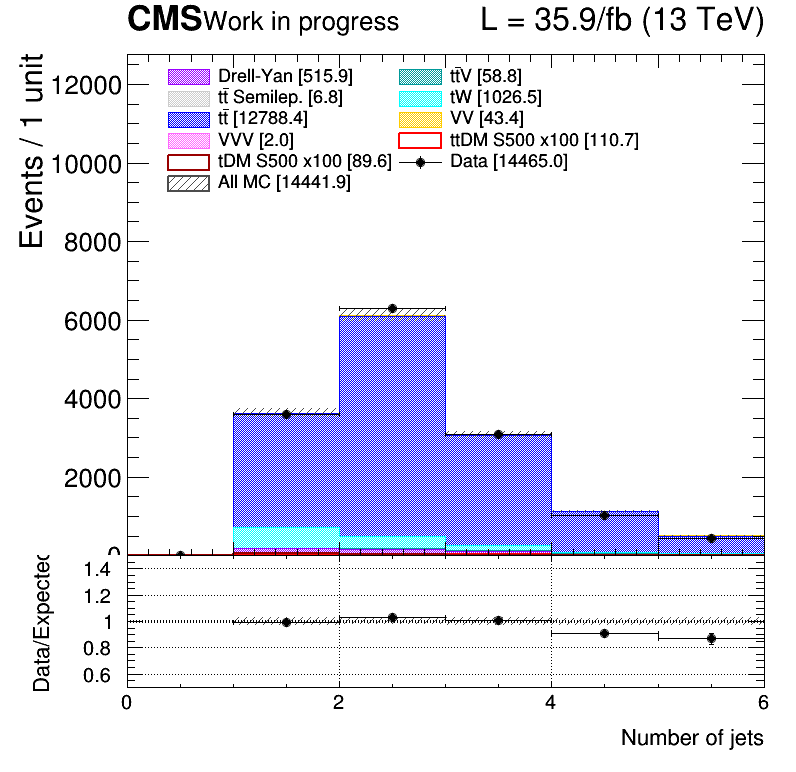 CMS Work in progress L = 35.9/fb (13 TeV)
Events / 1 unit
12000
10000
8000
6000
4000
2000
0
Drell-Yan [515.9] tt̄V [58.8]
tt̄ Semilep. [6.8] tW [1026.5]
tt̄ [12788.4] VV [43.4]
VVV [2.0] ttDM S500 x100 [110.7]
tDM S500 x100 [89.6] Data [14465.0]
All MC [14441.9]
Data/Expected
1.4
1.2
1
0.8
0.6
0 2 4 6
Number of jets